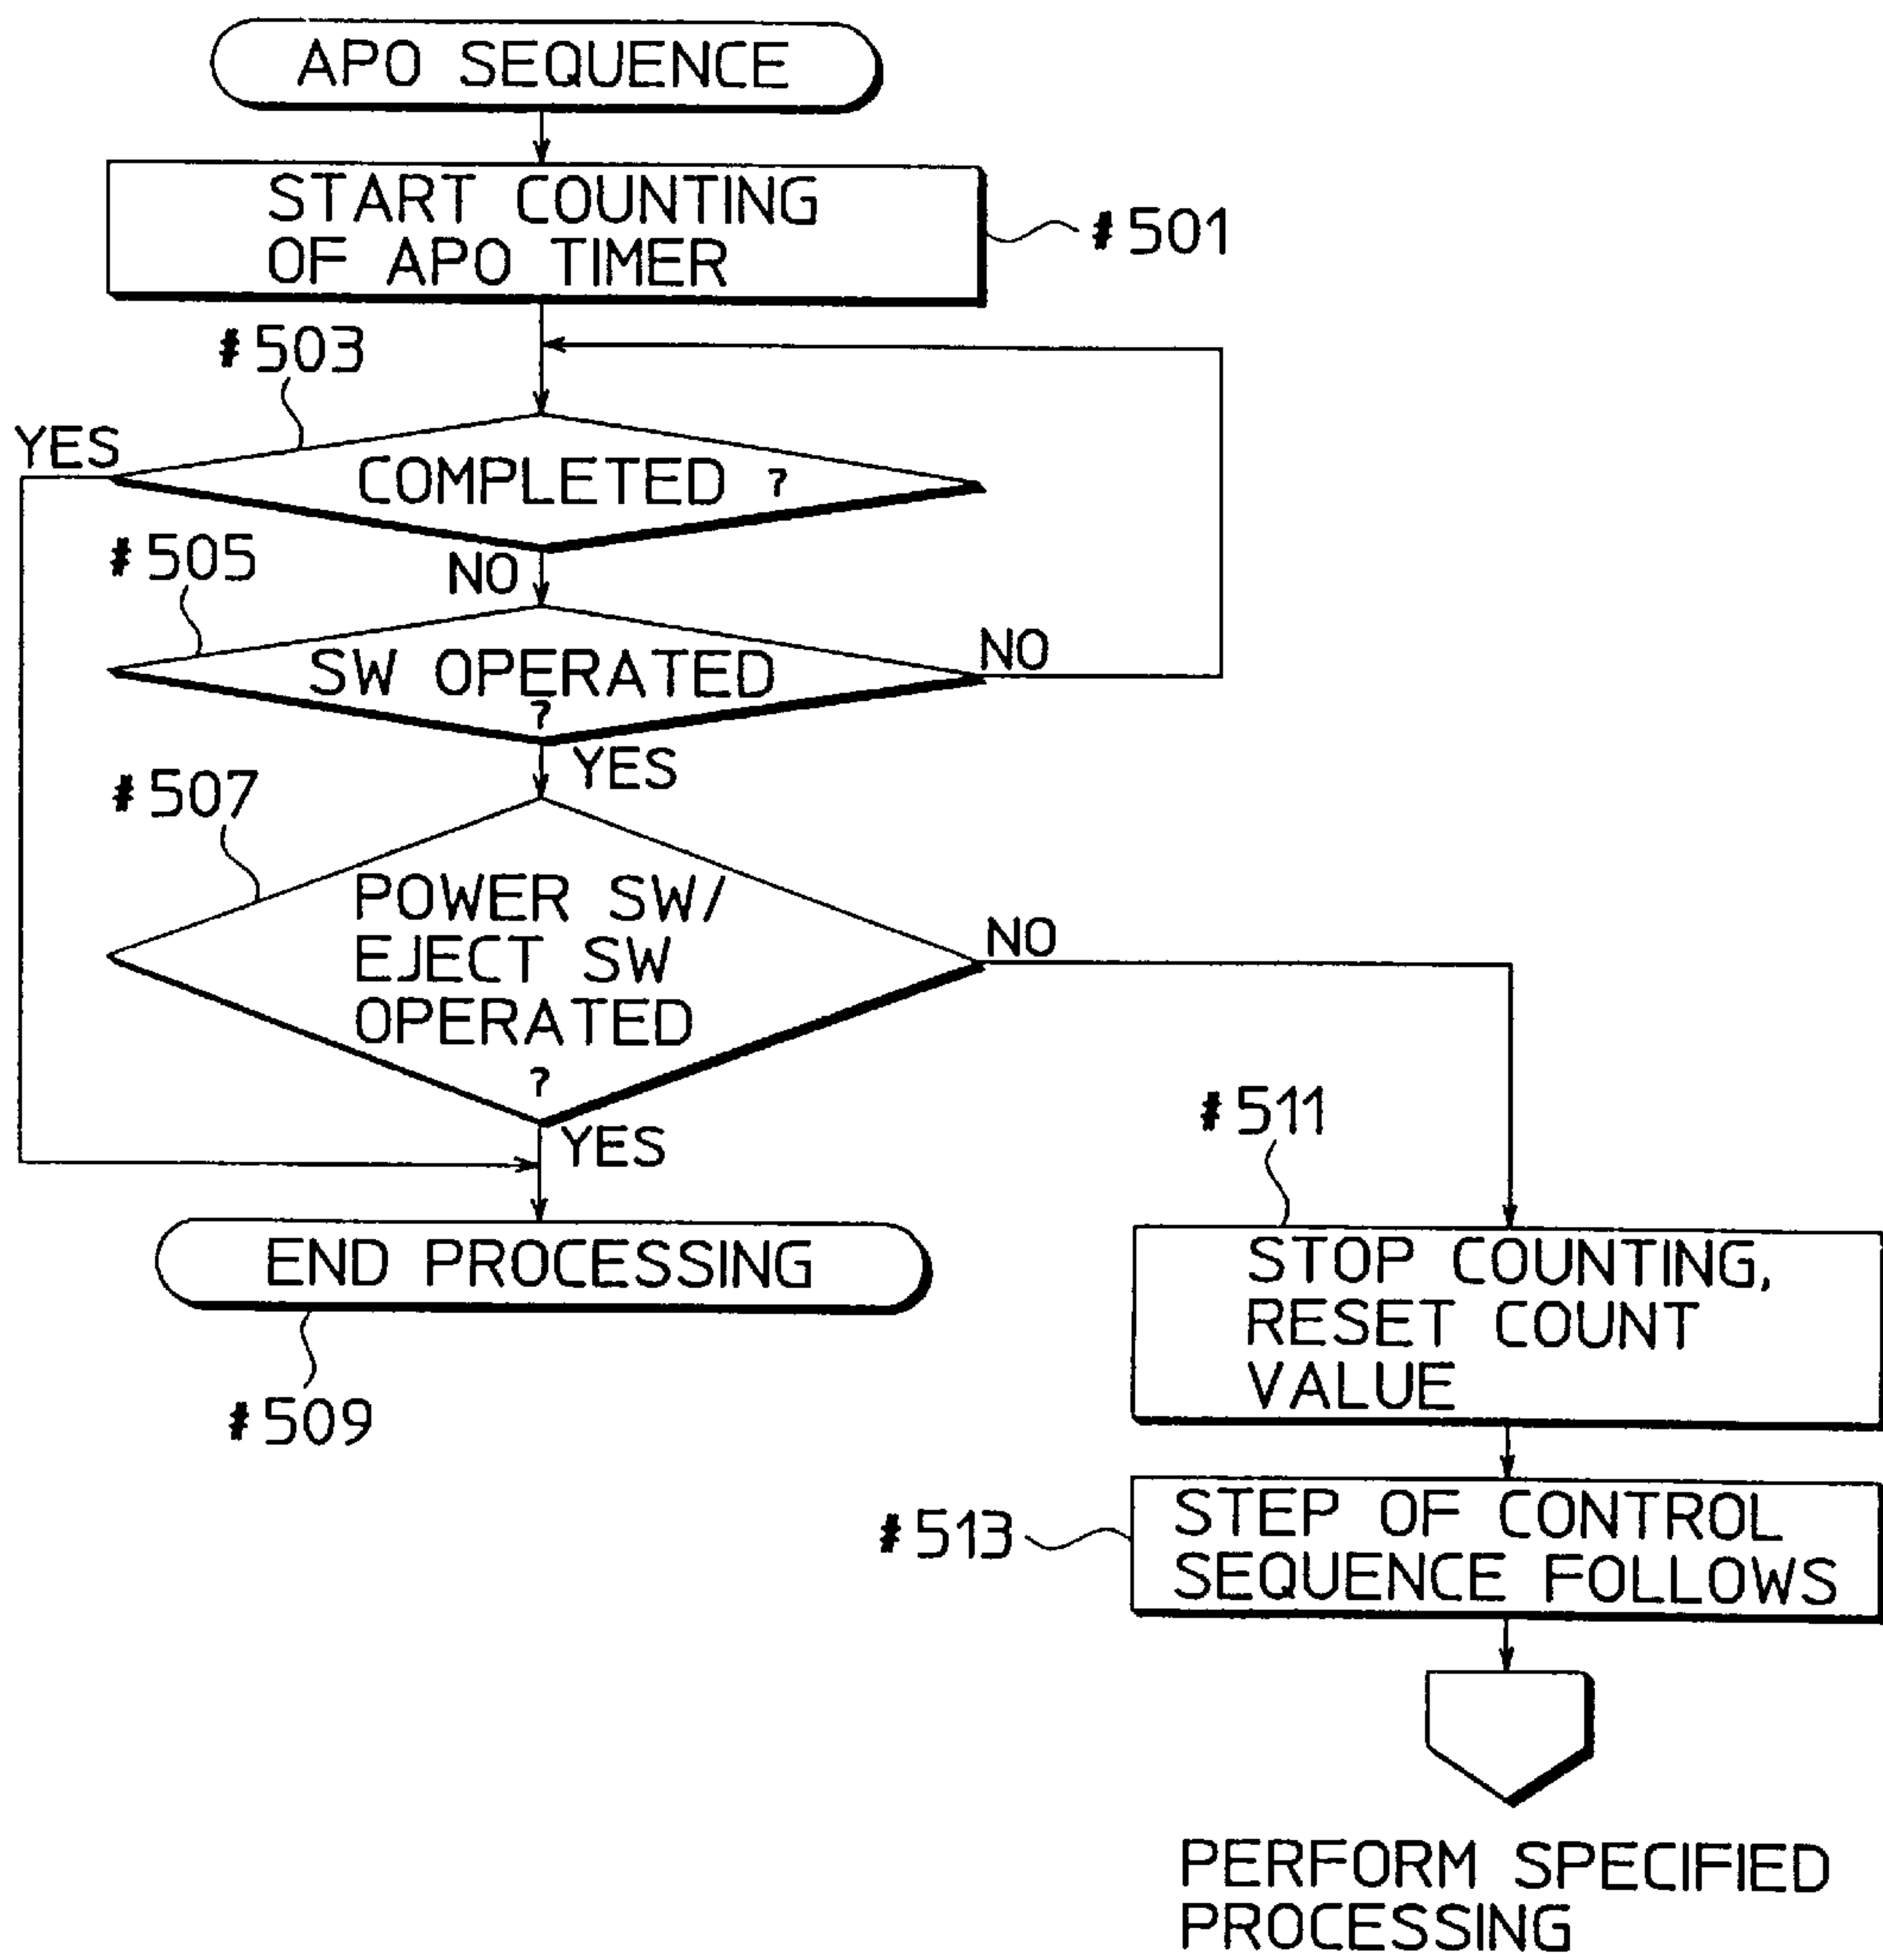 APO SEQUENCE
START COUNTING
OF APO TIMER
#501
#503
YES
COMPLETED ?
NO
#505
SW OPERATED
?
NO
YES
#507
POWER SW/
EJECT SW
OPERATED
?
NO
YES
END PROCESSING
#509
#511
STOP COUNTING,
RESET COUNT
VALUE
#513
STEP OF CONTROL
SEQUENCE FOLLOWS
PERFORM SPECIFIED
PROCESSING